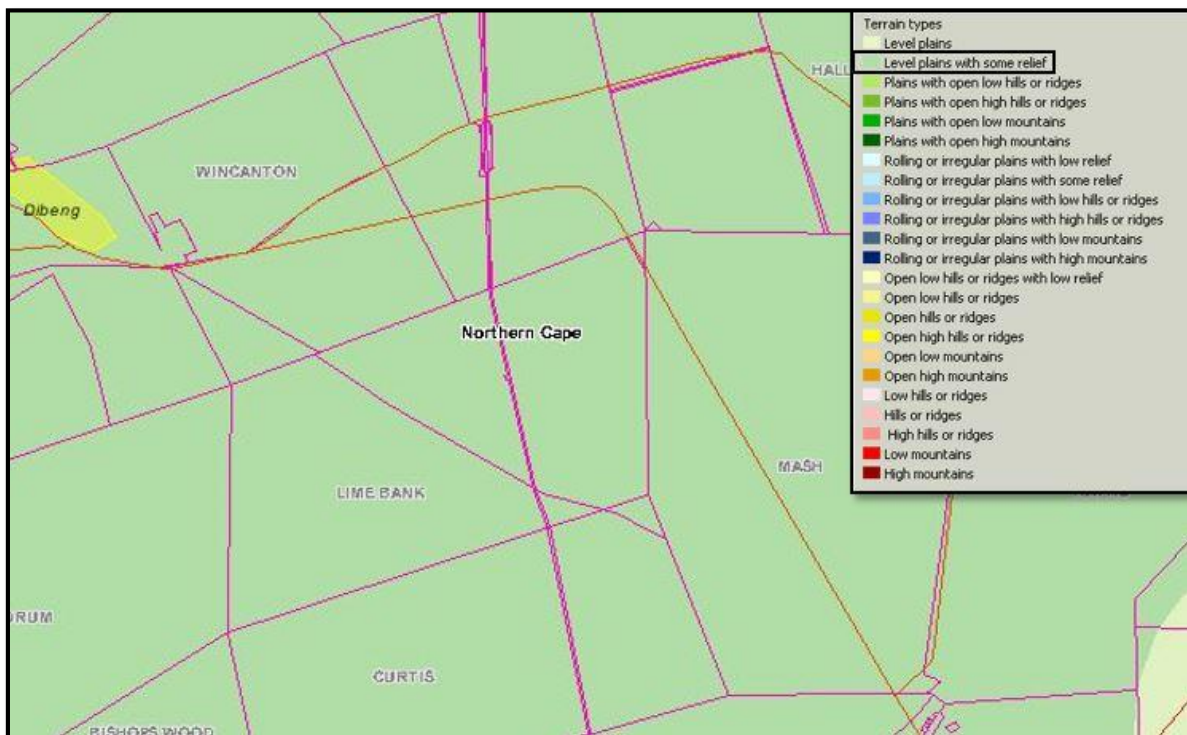 Terrain types
Level plains
Level plains with some relief
HALL
Plains with open low hills or ridges
Plains with open high hills or ridges
Plains with open low mountains
Plains with open high mountains
Rolling or irregular plains with low relief
WINCANTON
Rolling or irregular plains with some relief
Rolling or irregular plains with low hills or ridges
Dibeng
Rolling or irregular plains with high hills or ridges
Rolling or irregular plains with low mountains
Rolling or irregular plains with high mountains
Open low hills or ridges with low relief
Open low hills or ridges
Open hills or ridges
Northern Cape
Open high hills or ridges
Open low mountains
Open high mountains
Low hills or ridges
Hills or ridges
High hills or ridges
Low mountains
MASH
High mountains
LIME BANK
DRUM
CURTIS
BISHOPS WOOD